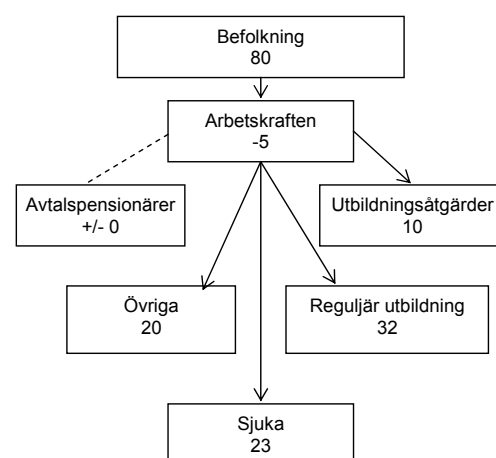 Befolkning
80
Arbetskraften
-5
Avtalspensionärer
+/- 0
Utbildningsåtgärder
10
Övriga
20
Reguljär utbildning
32
Sjuka
23